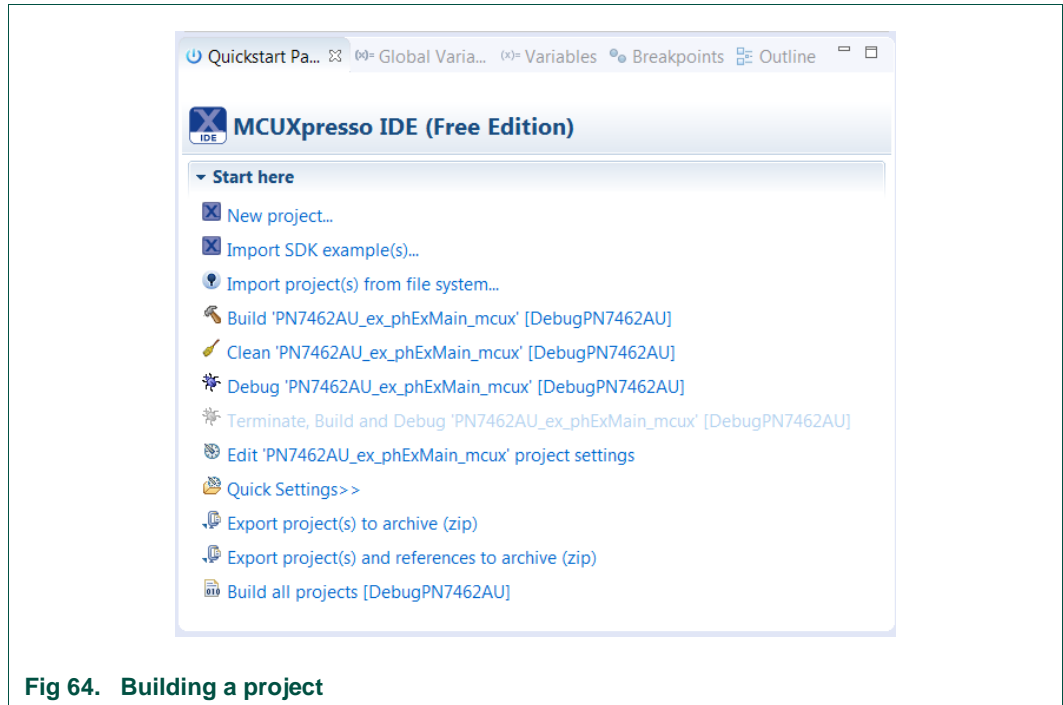 Quickstart Pa... (x)= Global Varia... (x)= Variables Breakpoints Outline
IDE MCUXpresso IDE (Free Edition)
Start here
New project...
Import SDK example(s)...
Import project(s) from file system...
Build 'PN7462AU_ex_phExMain_mcux' [DebugPN7462AU]
Clean 'PN7462AU_ex_phExMain_mcux' [DebugPN7462AU]
Debug 'PN7462AU_ex_phExMain_mcux' [DebugPN7462AU]
Terminate, Build and Debug 'PN7462AU_ex_phExMain_mcux' [DebugPN7462AU]
Edit 'PN7462AU_ex_phExMain_mcux' project settings
Quick Settings>>
Export project(s) to archive (zip)
Export project(s) and references to archive (zip)
010 Build all projects [DebugPN7462AU]
Fig 64. Building a project